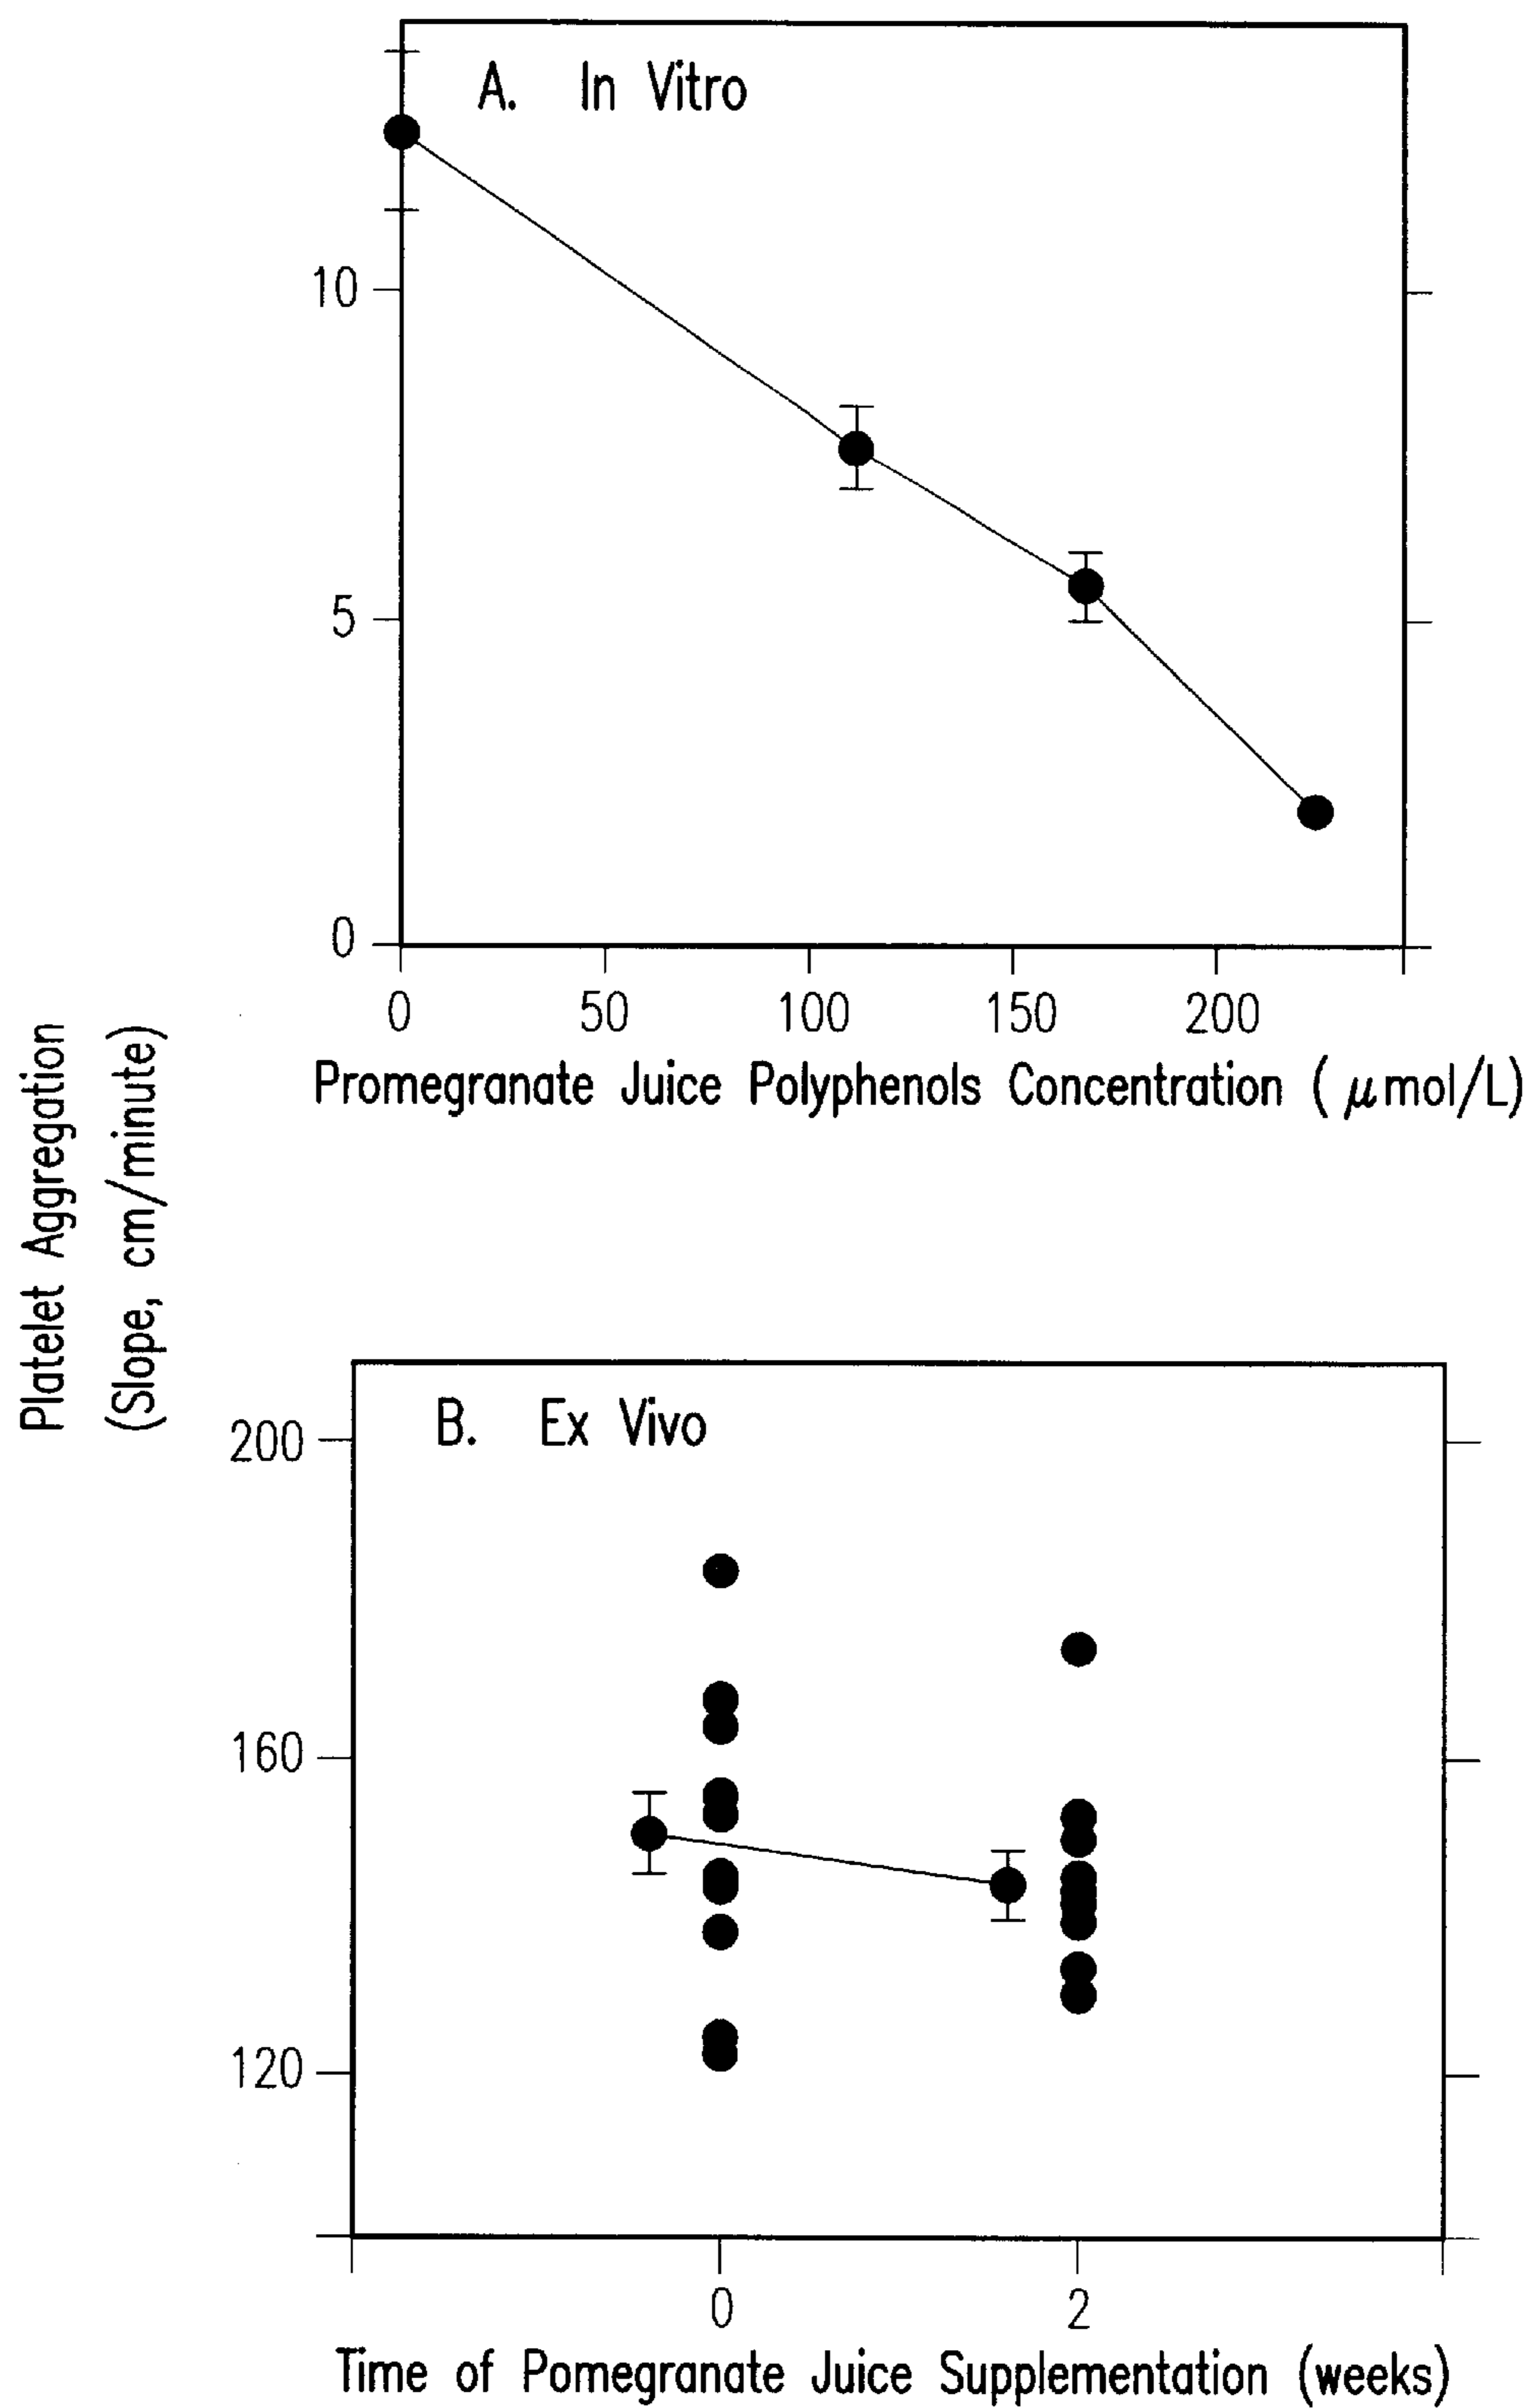 A. In Vitro
10
5
0
0 50 100 150 200
Promegranate Juice Polyphenols Concentration ( μmol/L)
Platelet Aggregation
(Slope, cm/minute)
B. Ex Vivo
200
160
120
0 2
Time of Pomegranate Juice Supplementation (weeks)